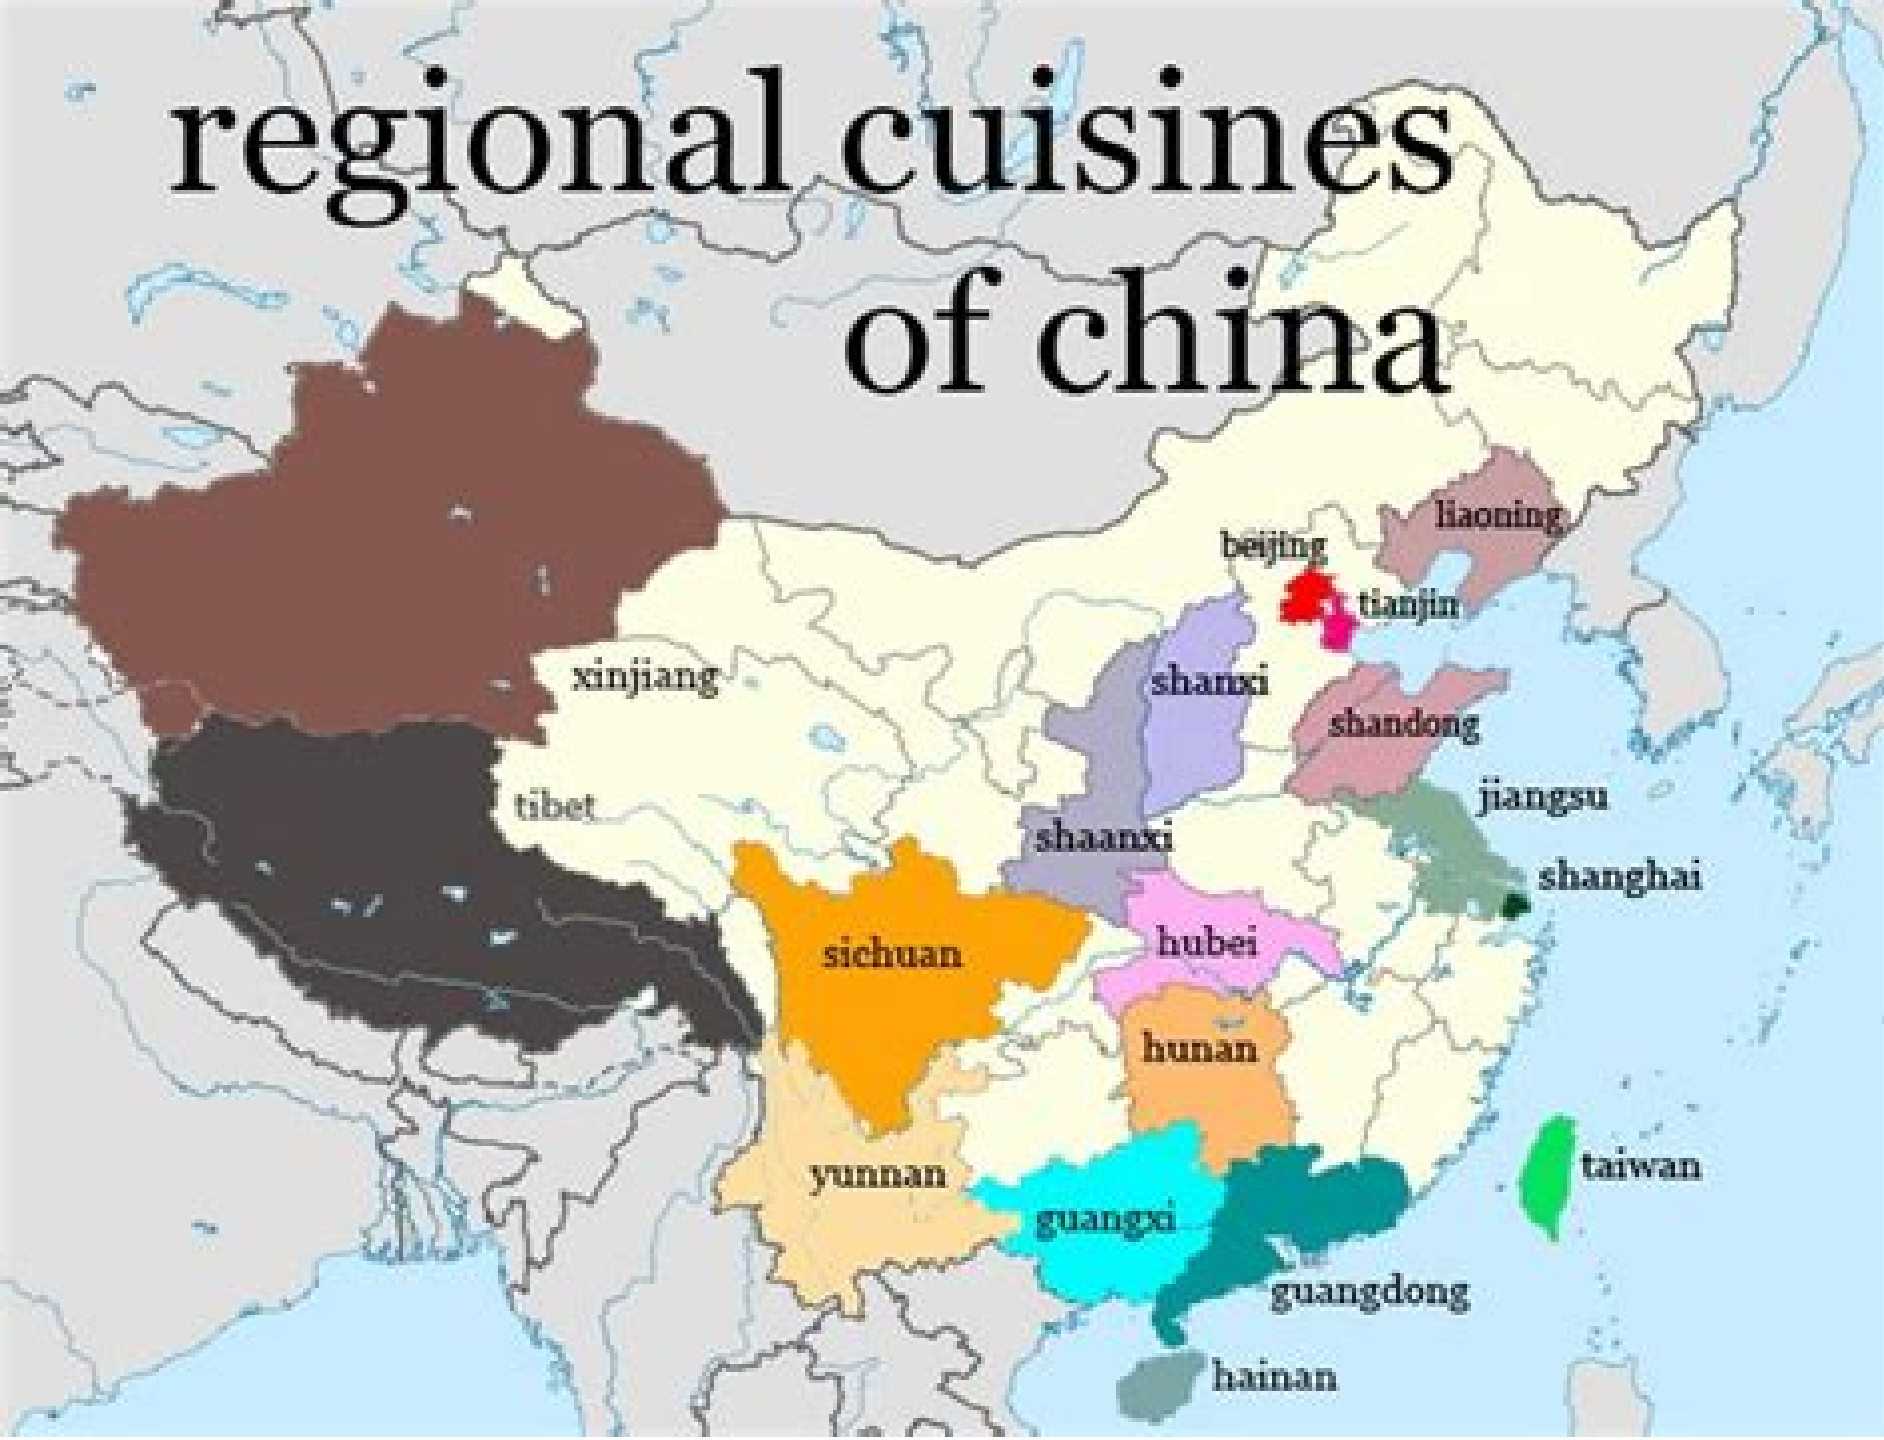 regional cuisines
of china
liaoning
beijing
tianjin
xinjiang
shanxi
shandong
tibet
jiangsu
shaanxi
shanghai
sichuan
hubei
hunan
yunnan
taiwan
guangxi
guangdong
hainan